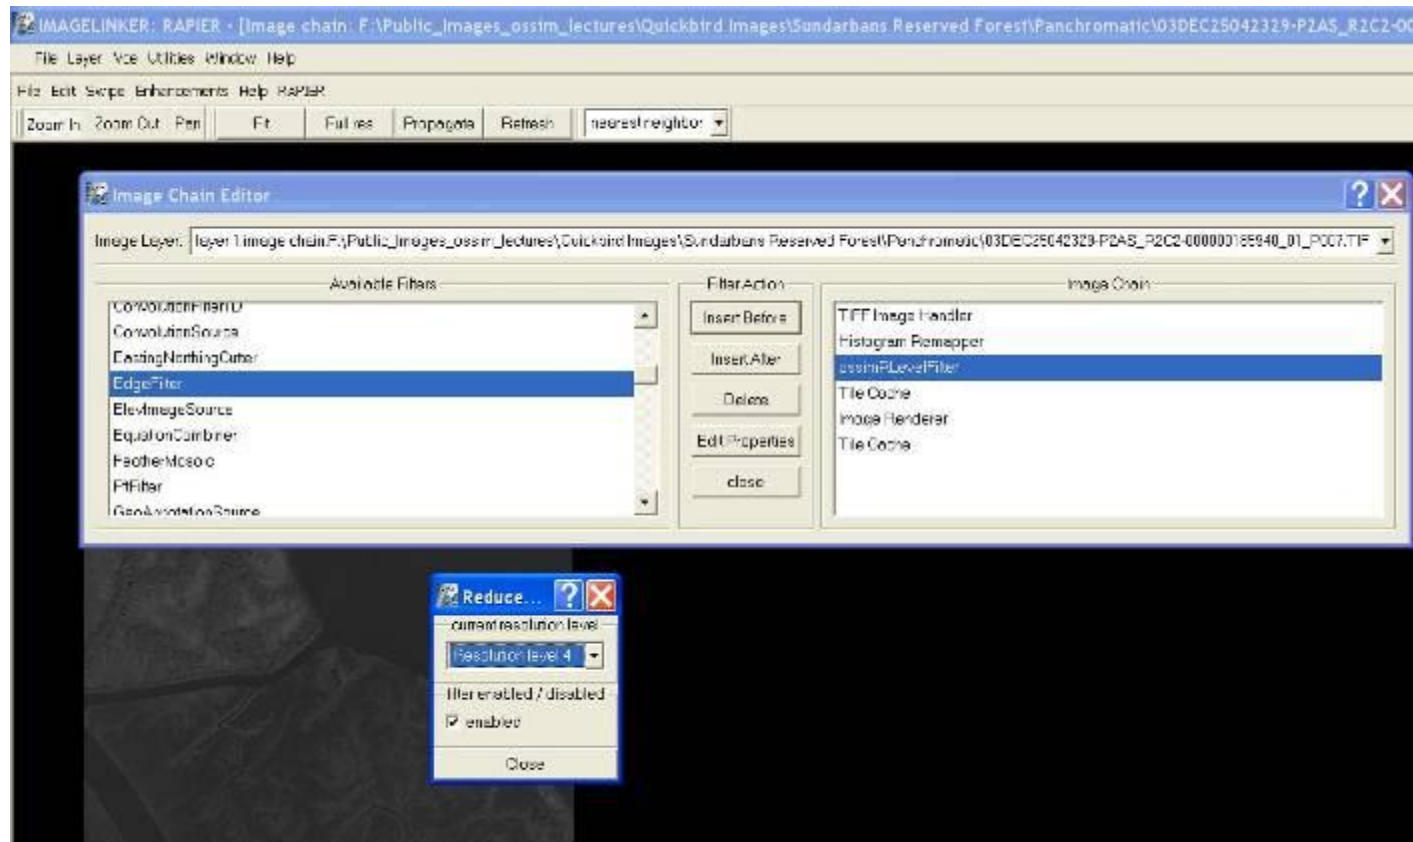 IMAGELINKER: RAPIER - [Image chain: F:\Public_Images_ossim_lectures\Quickbird Images\Sundarbans Reserved Forest\Panchromatic\03DEC25042329-P2AS_R2C2-00
File Layer Vce Utilities Window Help
File Edit Swipe Enhancements Help RAPIER
Zoom In Zoom Out Pan Fit Full res Propagate Refresh nearest neighbor
Image Chain Editor
Image Layer: layer 1 image chain:F:\Public_Images_ossim_lectures\Quickbird Images\Sundarbans Reserved Forest\Panchromatic\03DEC25042329-P2AS_R2C2-000000185940_01_P007.TIF
Available Filters Filter Action Image Chain
ConvolutionFilter1D
ConvolutionSource
EastingNorthingCutter
EdgeFilter
ElevImageSource
EquationCombiner
FeatherMosaic
FftFilter
GeoAnnotationSource
Insert Before
Insert After
Delete
Edit Properties
close
TIFF Image Handler
Histogram Remapper
ossimRLevelFilter
Tile Cache
Image Renderer
Tile Cache
Reduce...
current resolution level
Resolution level 4
filter enabled / disabled
enabled
Close